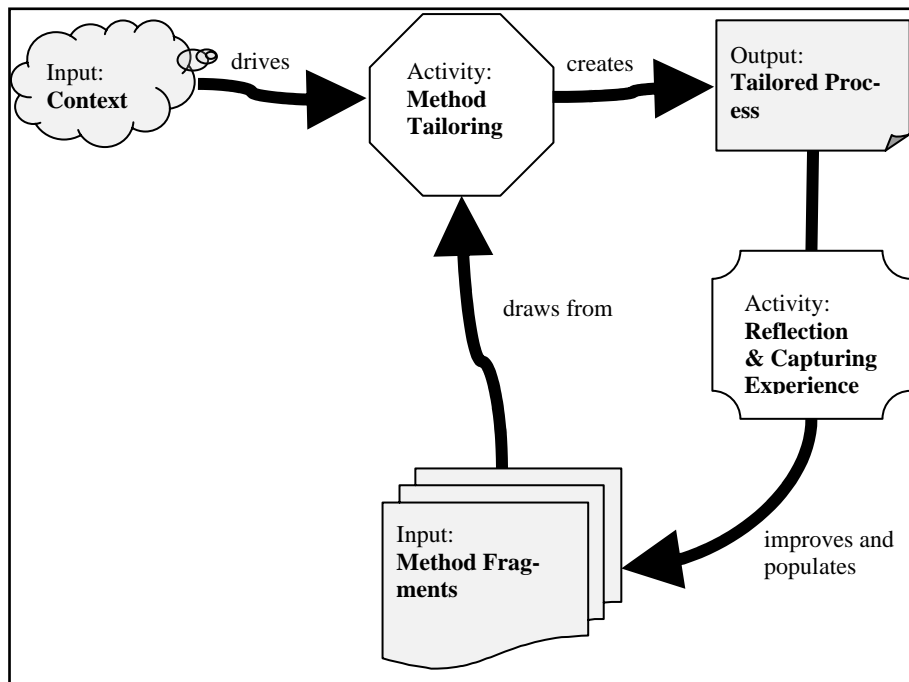 Input:
Context
drives
Activity:
Method
Tailoring
creates
Output:
Tailored Proc-
ess
draws from
Activity:
Reflection
& Capturing
Experience
Input:
Method Frag-
ments
improves and
populates